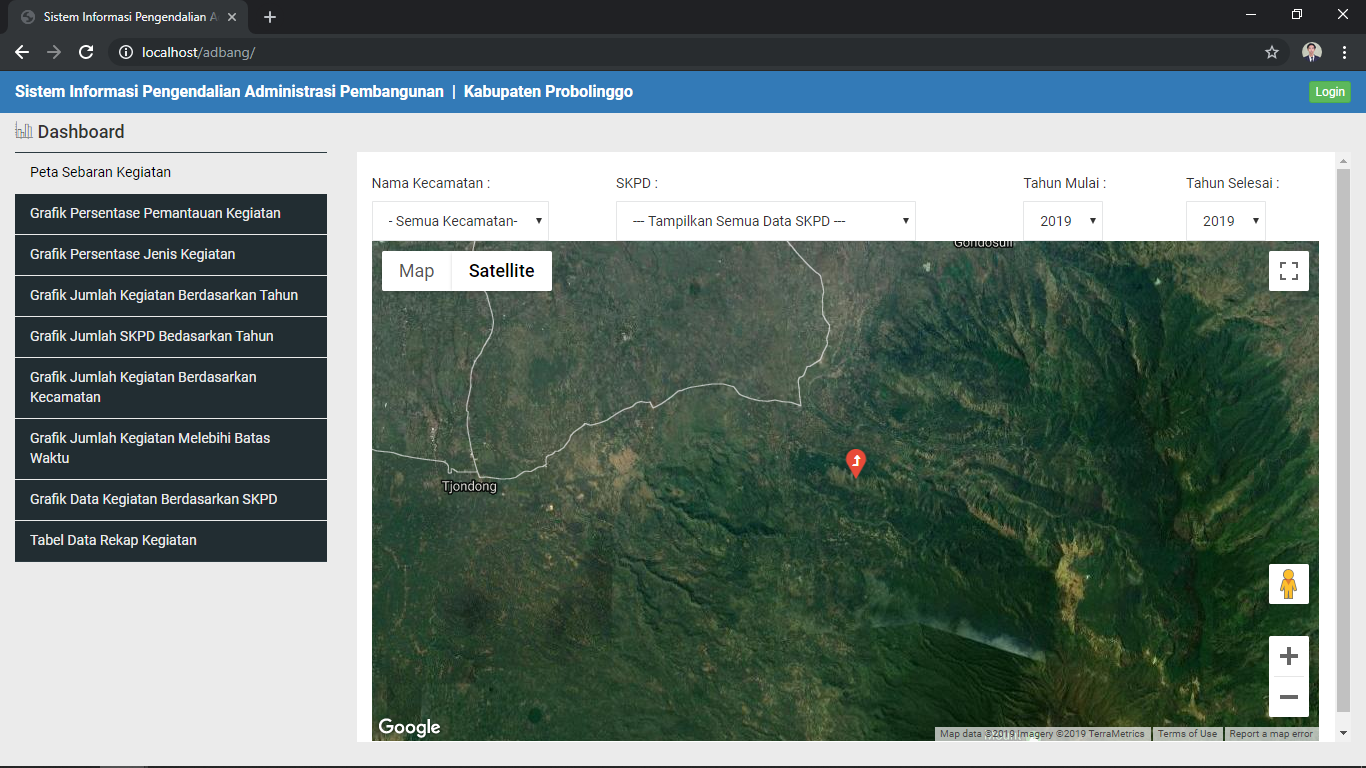 Sistem Informasi Pengendalian A
localhost/adbang/
Sistem Informasi Pengendalian Administrasi Pembangunan | Kabupaten Probolinggo
Login
Dashboard
Peta Sebaran Kegiatan
Grafik Persentase Pemantauan Kegiatan
Grafik Persentase Jenis Kegiatan
Grafik Jumlah Kegiatan Berdasarkan Tahun
Grafik Jumlah SKPD Bedasarkan Tahun
Grafik Jumlah Kegiatan Berdasarkan
Kecamatan
Grafik Jumlah Kegiatan Melebihi Batas
Waktu
Grafik Data Kegiatan Berdasarkan SKPD
Tabel Data Rekap Kegiatan
Nama Kecamatan :
SKPD :
Tahun Mulai :
Tahun Selesai :
- Semua Kecamatan-
--- Tampilkan Semua Data SKPD ---
2019
2019
Map
Satellite
Gondosuli
Tjondong
Google
Map data ©2019 Imagery ©2019 TerraMetrics
Terms of Use
Report a map error